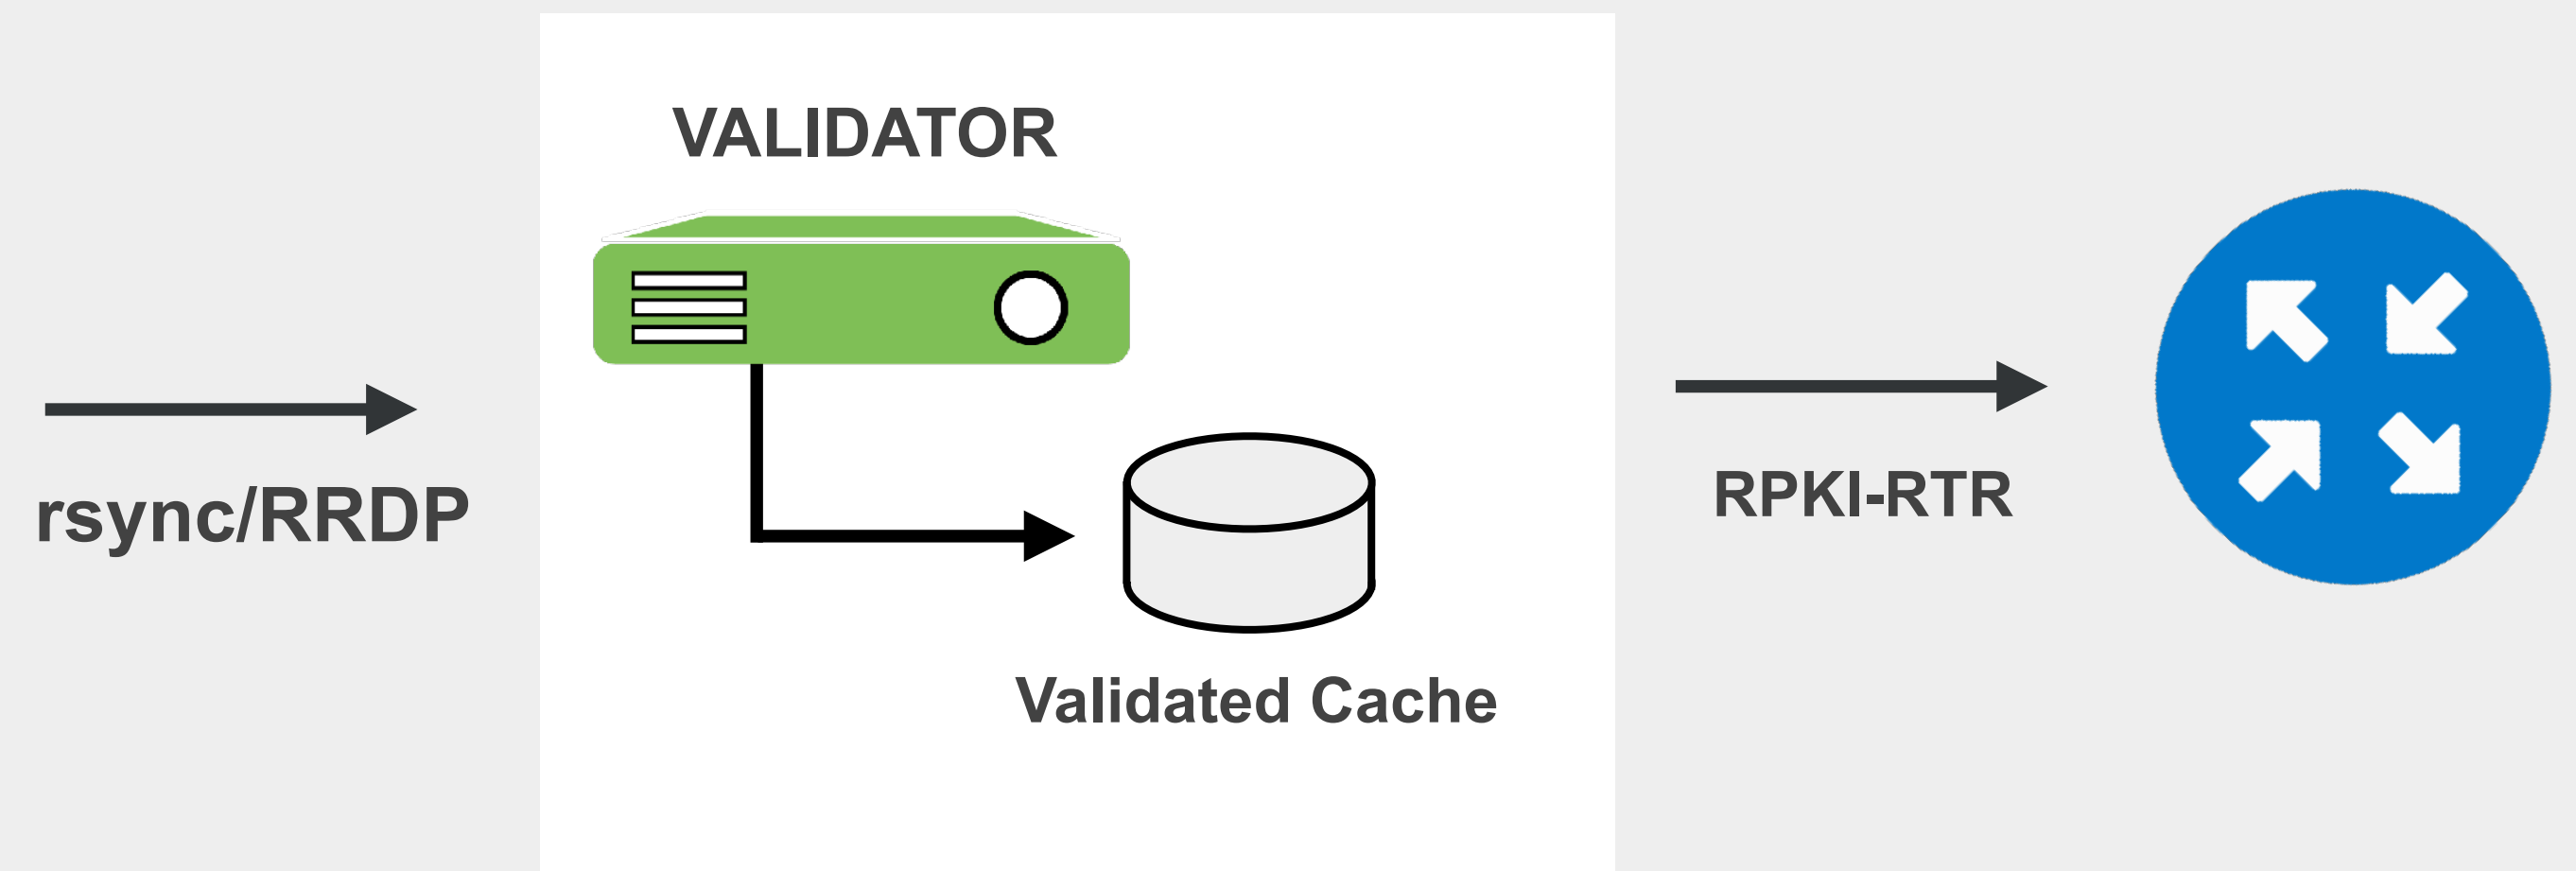 VALIDATOR
rsync/RRDP
RPKI-RTR
Validated Cache